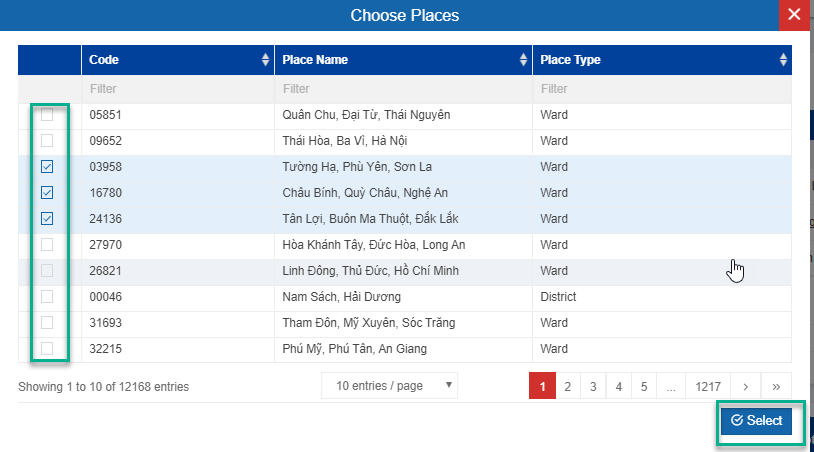 Choose Places
Code Place Name Place Type
Filter Filter Filter
05851 Quân Chu, Đại Từ, Thái Nguyên Ward
09652 Thái Hòa, Ba Vì, Hà Nội Ward
03958 Tường Hạ, Phù Yên, Sơn La Ward
16780 Châu Bính, Quỳ Châu, Nghệ An Ward
24136 Tân Lợi, Buôn Ma Thuột, Đắk Lắk Ward
27970 Hòa Khánh Tây, Đức Hòa, Long An Ward
26821 Linh Đông, Thủ Đức, Hồ Chí Minh Ward
00046 Nam Sách, Hải Dương District
31693 Tham Đôn, Mỹ Xuyên, Sóc Trăng Ward
32215 Phú Mỹ, Phú Tân, An Giang Ward
Showing 1 to 10 of 12168 entries 10 entries / page 1 2 3 4 5 ... 1217 › »
Select